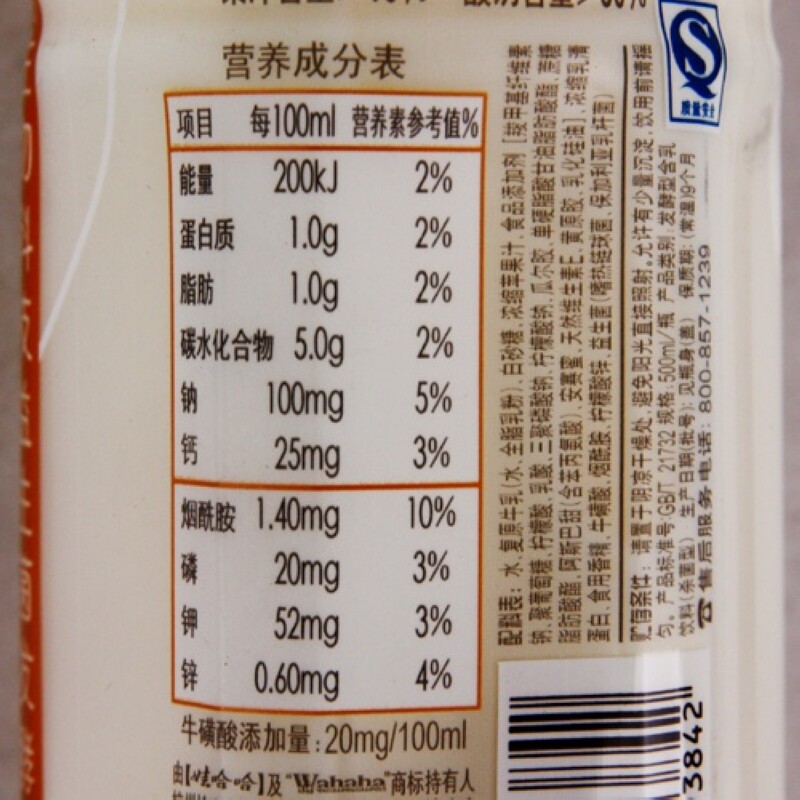 营养成分表
项目 每100ml 营养素参考值%
能量 200kJ 2%
蛋白质 1.0g 2%
脂肪 1.0g 2%
碳水化合物 5.0g 2%
钠 100mg 5%
钙 25mg 3%
烟酰胺 1.40mg 10%
磷 20mg 3%
钾 52mg 3%
锌 0.60mg 4%
牛磺酸添加量:20mg/100ml
由【娃哈哈】及“Wahaha”商标持有人
配料表: 水、复原牛乳(水、全脂乳粉)、白砂糖、浓缩苹果汁、食品添加剂［羧甲基纤维素
钠、聚葡萄糖、柠檬酸、乳酸、三聚磷酸钠、柠檬酸钠、瓜尔胶、单硬脂酸甘油脂肪酸酯、蔗糖
脂肪酸酯、阿斯巴甜(含苯丙氨酸)、安赛蜜、天然维生素E、黄原胶、乳化硅油］、浓缩乳清
蛋白、食用香精、牛磺酸、烟酰胺、柠檬酸锌、益生菌(嗜热链球菌、保加利亚乳杆菌)
贮存条件: 请置于阴凉干燥处、避免阳光直接照射。允许有少量沉淀,饮用前请摇
匀。产品标准号:GB/T 21732 规格:500ml/瓶 产品类别:发酵型含乳
饮料(杀菌型) 生产日期(批号):见瓶身(盖) 保质期:(常温)9个月
售后服务电话: 800-857-1239
质量安全
3842